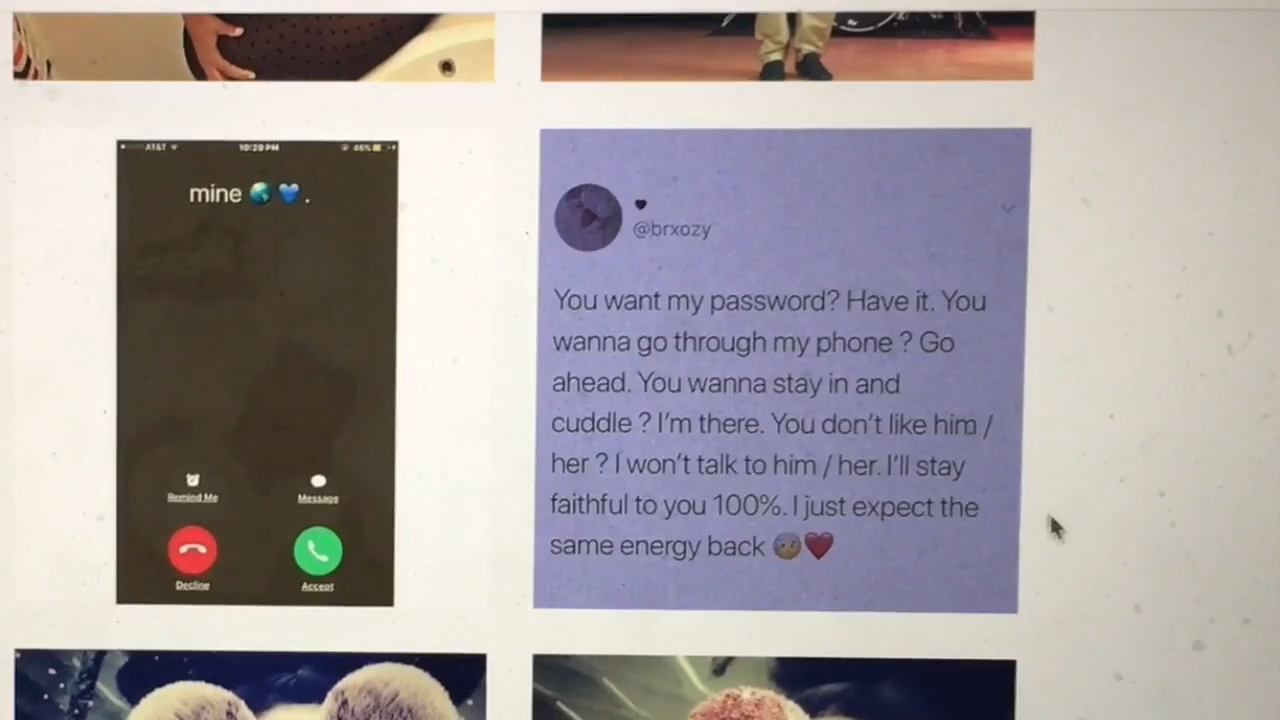 AT&T 10:29 PM 46%
mine 🌎 💙 .
Remind Me Message
Decline Accept
♥
@brxozy
You want my password? Have it. You
wanna go through my phone ? Go
ahead. You wanna stay in and
cuddle ? I'm there. You don't like him /
her ? I won't talk to him / her. I'll stay
faithful to you 100%. I just expect the
same energy back 🤕❤️